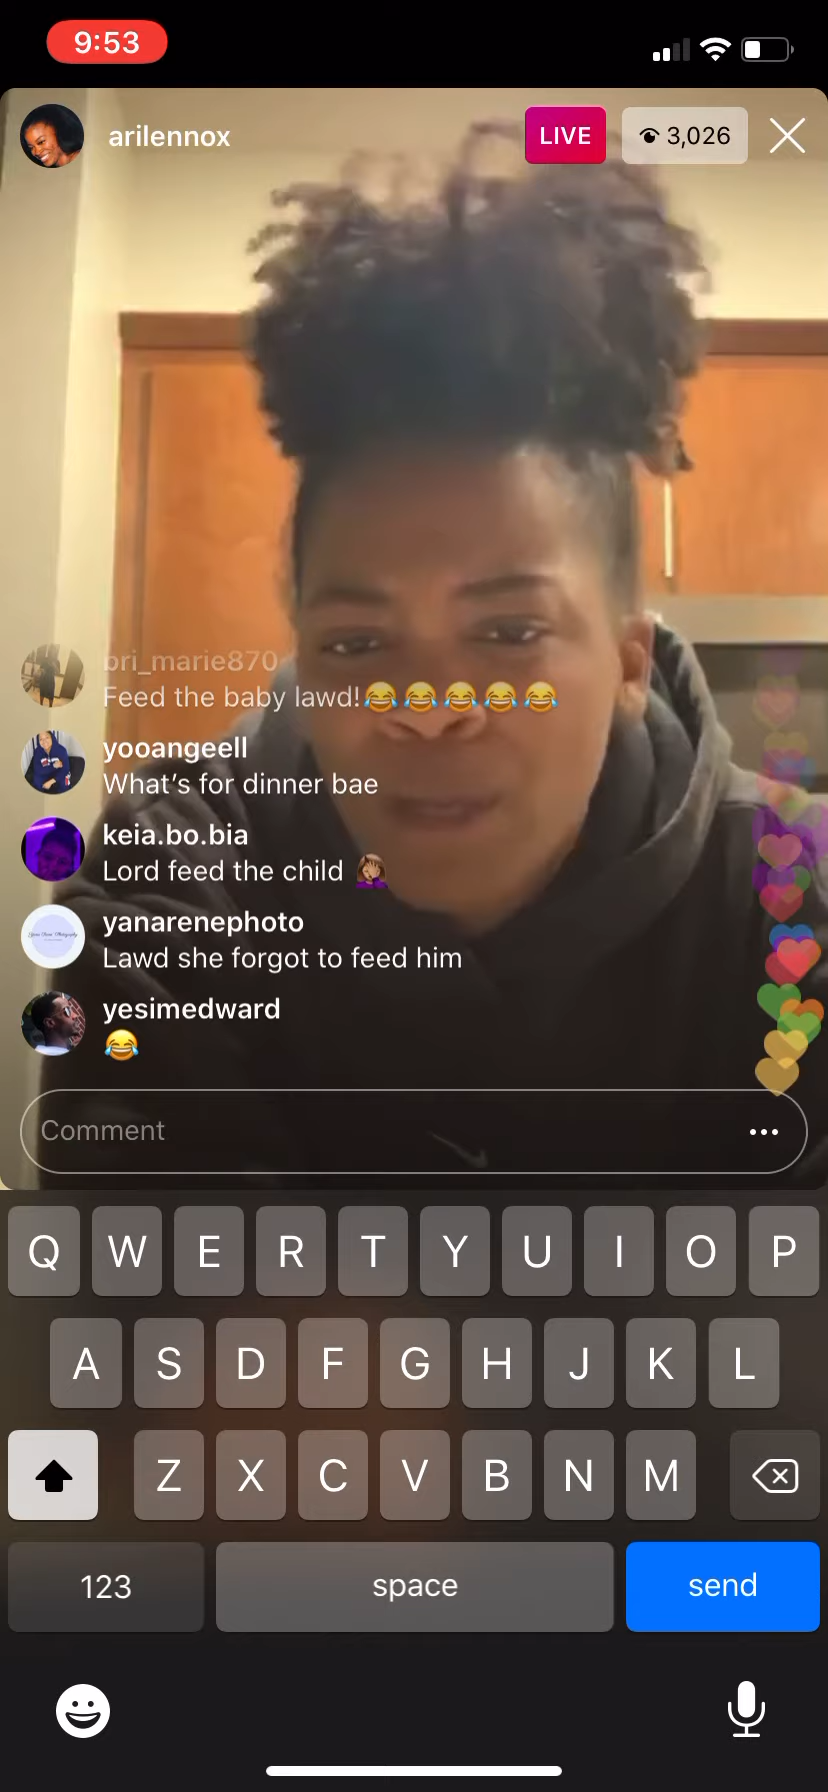 9:53
arilennox
LIVE
3,026
bri_marie870
Feed the baby lawd!😂😂😂😂😂
yooangeell
What’s for dinner bae
keia.bo.bia
Lord feed the child 🤦🏽‍♀️
yanarenephoto
Lawd she forgot to feed him
yesimedward
😂
Comment
Q W E R T Y U I O P
A S D F G H J K L
Z X C V B N M
123 space send